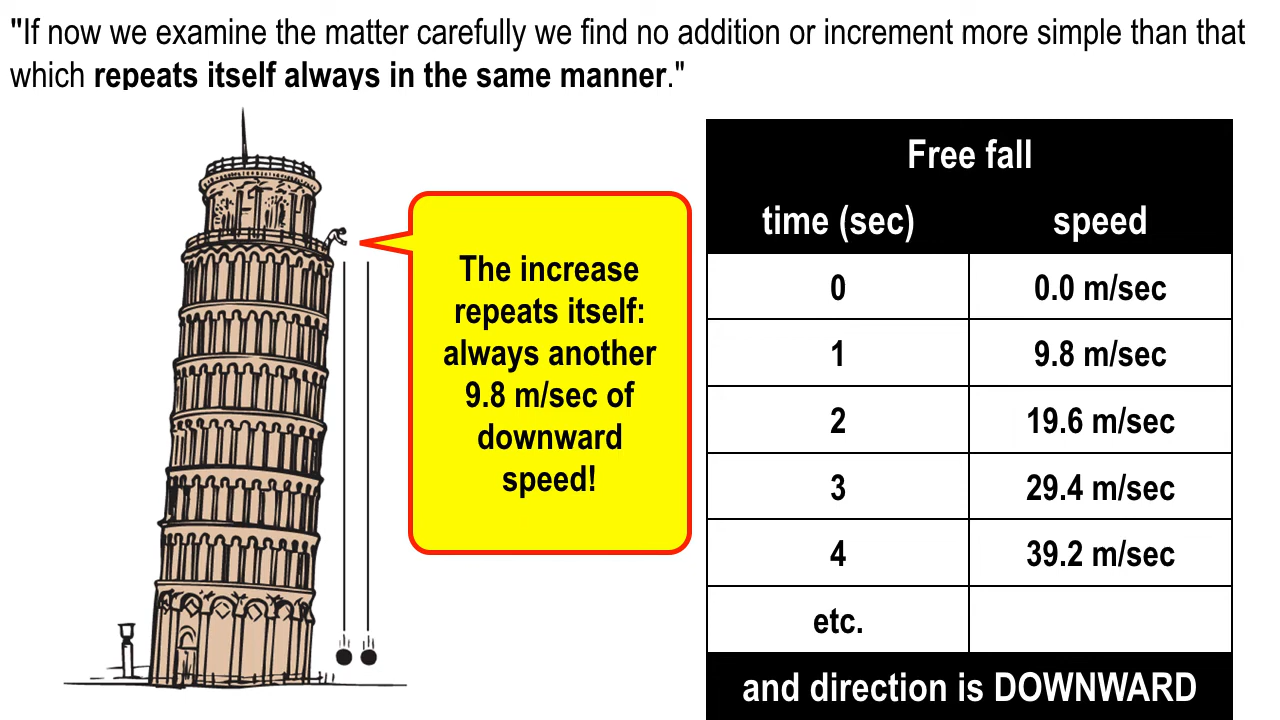 "If now we examine the matter carefully we find no addition or increment more simple than that
which repeats itself always in the same manner."
The increase
repeats itself:
always another
9.8 m/sec of
downward
speed!
Free fall
time (sec) speed
0 0.0 m/sec
1 9.8 m/sec
2 19.6 m/sec
3 29.4 m/sec
4 39.2 m/sec
etc.
and direction is DOWNWARD